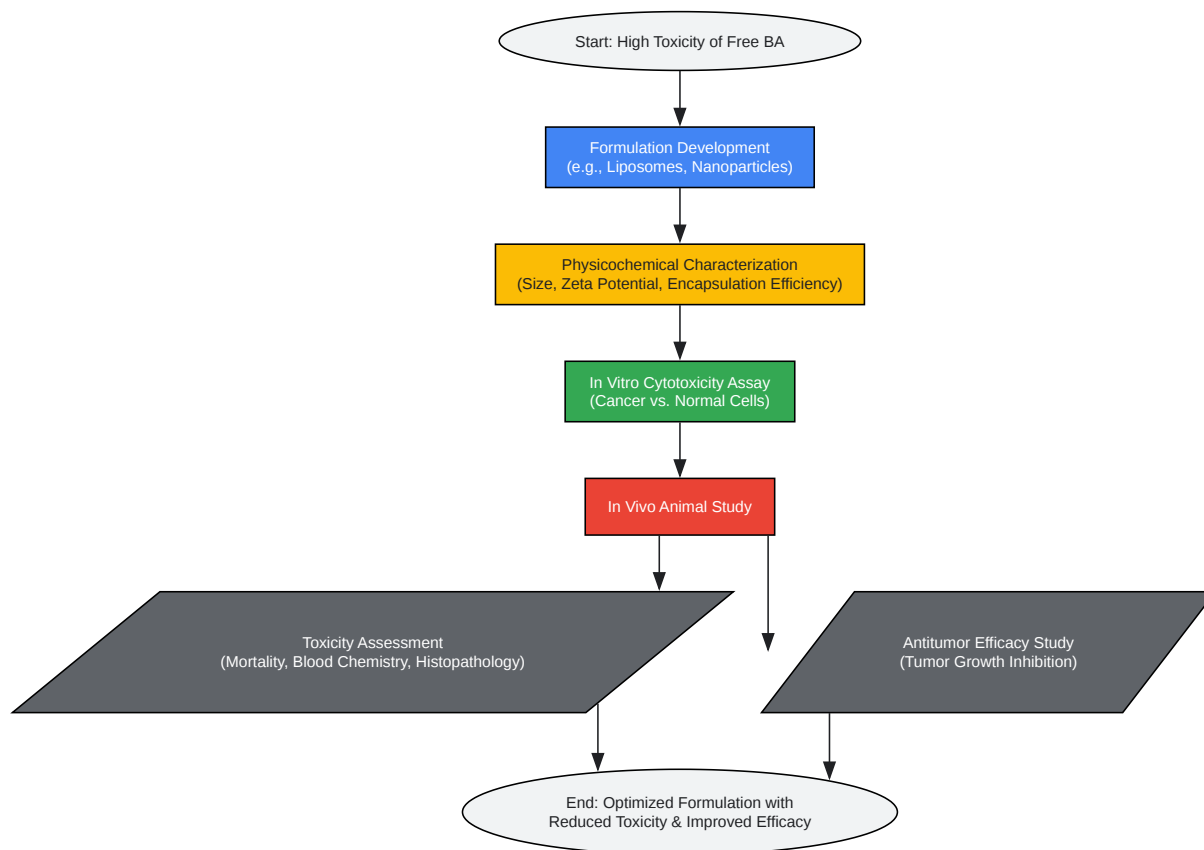 Start: High Toxicity of Free BA
Formulation Development
(e.g., Liposomes, Nanoparticles)
Physicochemical Characterization
(Size, Zeta Potential, Encapsulation Efficiency)
In Vitro Cytotoxicity Assay
(Cancer vs. Normal Cells)
In Vivo Animal Study
Toxicity Assessment
(Mortality, Blood Chemistry, Histopathology)
Antitumor Efficacy Study
(Tumor Growth Inhibition)
End: Optimized Formulation with
Reduced Toxicity & Improved Efficacy